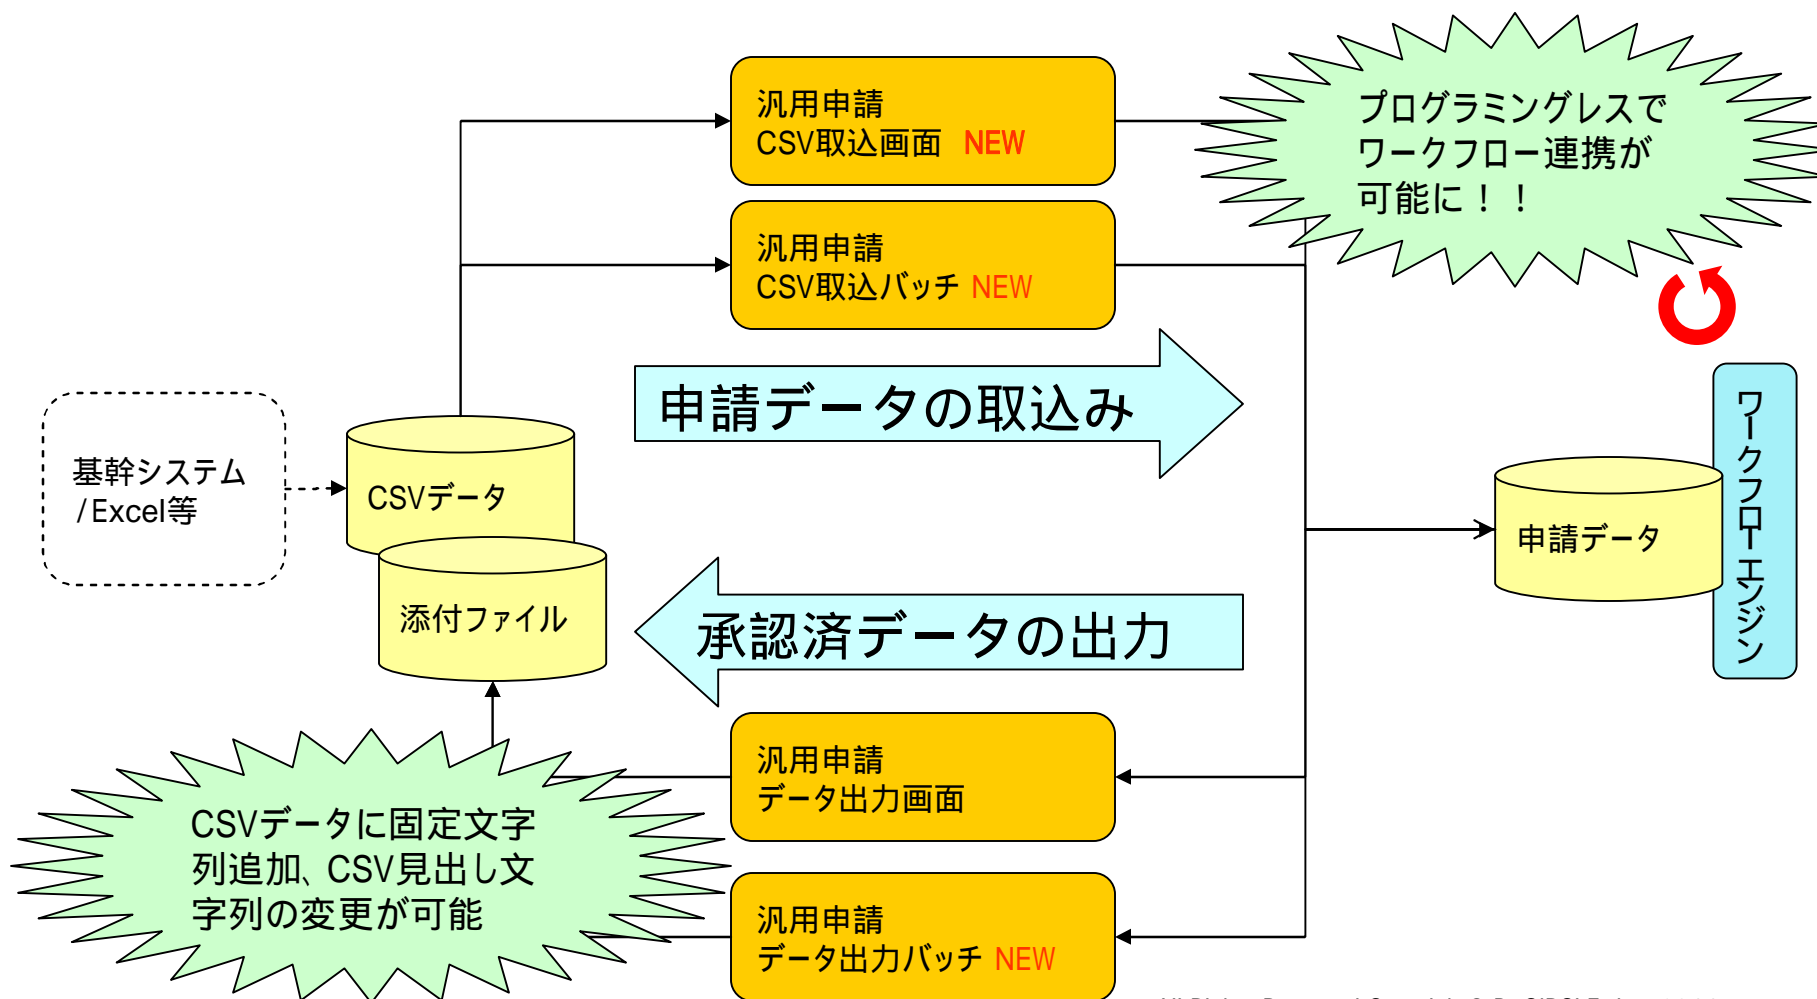 汎用申請
CSV取込画面 NEW
プログラミングレスで
ワークフロー連携が
可能に！！
汎用申請
CSV取込バッチ NEW
申請データの取込み
基幹システム
/Excel等
CSVデータ
ワークフローエンジン
申請データ
添付ファイル
承認済データの出力
汎用申請
データ出力画面
CSVデータに固定文字
列追加、CSV見出し文
字列の変更が可能
汎用申請
データ出力バッチ NEW